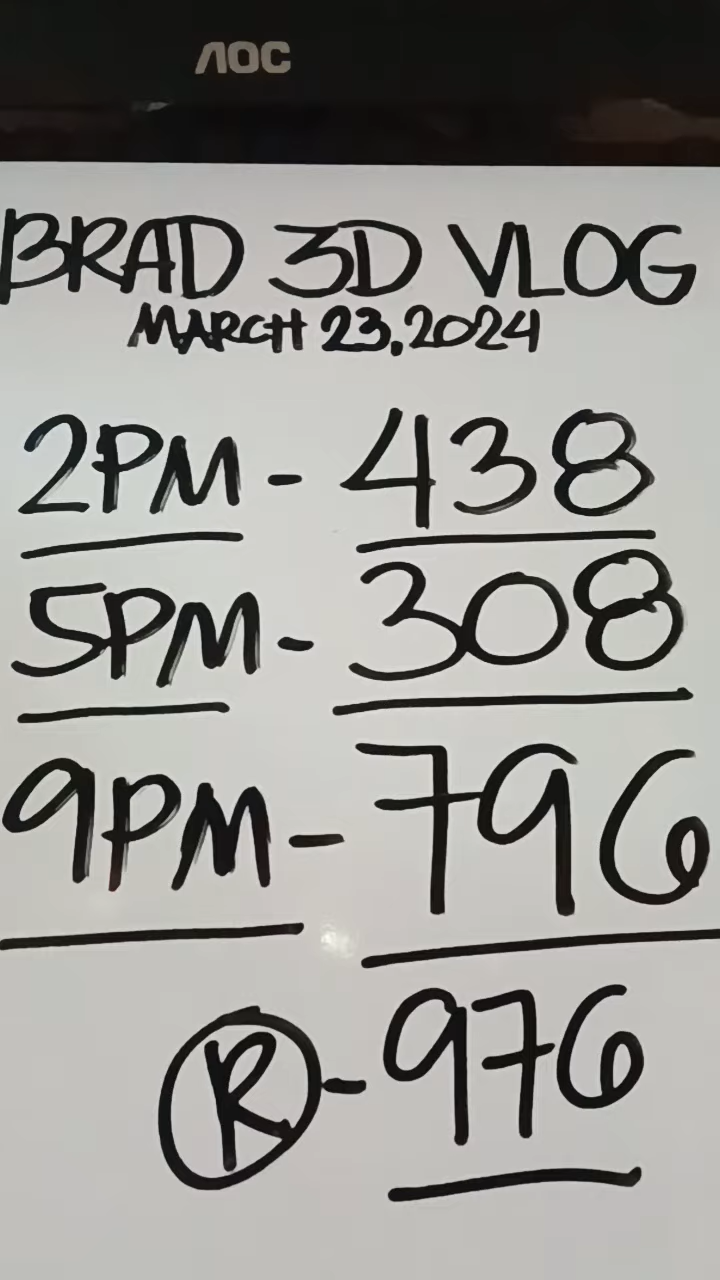 AOC
BRAD 3D VLOG
MARCH 23.2024
2PM - 438
5PM - 308
9PM - 796
R - 976